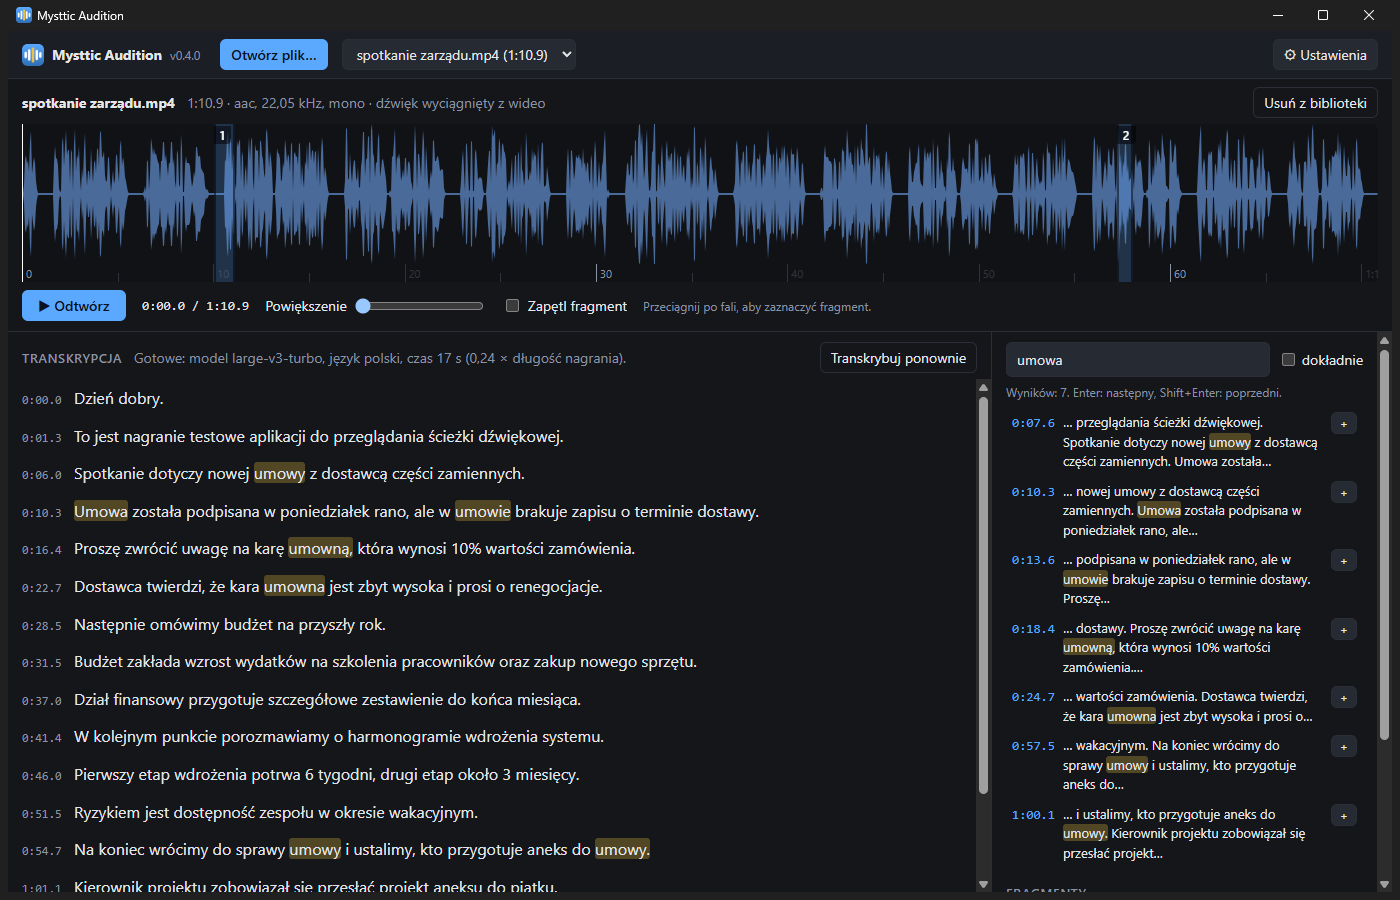 Mysttic Audition
Mysttic Audition v0.4.0 Otwórz plik... spotkanie zarządu.mp4 (1:10.9) Ustawienia
spotkanie zarządu.mp4 1:10.9 · aac, 22,05 kHz, mono · dźwięk wyciągnięty z wideo Usuń z biblioteki
1 2
0 10 20 30 40 50 60
Odtwórz 0:00.0 / 1:10.9 Powiększenie Zapętl fragment Przeciągnij po fali, aby zaznaczyć fragment.
TRANSKRYPCJA Gotowe: model large-v3-turbo, język polski, czas 17 s (0,24 × długość nagrania). Transkrybuj ponownie
0:00.0 Dzień dobry.
0:01.3 To jest nagranie testowe aplikacji do przeglądania ścieżki dźwiękowej.
0:06.0 Spotkanie dotyczy nowej umowy z dostawcą części zamiennych.
0:10.3 Umowa została podpisana w poniedziałek rano, ale w umowie brakuje zapisu o terminie dostawy.
0:16.4 Proszę zwrócić uwagę na karę umowną, która wynosi 10% wartości zamówienia.
0:22.7 Dostawca twierdzi, że kara umowna jest zbyt wysoka i prosi o renegocjacje.
0:28.5 Następnie omówimy budżet na przyszły rok.
0:31.5 Budżet zakłada wzrost wydatków na szkolenia pracowników oraz zakup nowego sprzętu.
0:37.0 Dział finansowy przygotuje szczegółowe zestawienie do końca miesiąca.
0:41.4 W kolejnym punkcie porozmawiamy o harmonogramie wdrożenia systemu.
0:46.0 Pierwszy etap wdrożenia potrwa 6 tygodni, drugi etap około 3 miesięcy.
0:51.5 Ryzykiem jest dostępność zespołu w okresie wakacyjnym.
0:54.7 Na koniec wrócimy do sprawy umowy i ustalimy, kto przygotuje aneks do umowy.
1:01.1 Kierownik projektu zobowiązał się przesłać projekt aneksu do piątku.
umowa dokładnie
Wyników: 7. Enter: następny, Shift+Enter: poprzedni.
0:07.6 ... przeglądania ścieżki dźwiękowej. +
Spotkanie dotyczy nowej umowy z dostawcą
części zamiennych. Umowa została...
0:10.3 ... nowej umowy z dostawcą części +
zamiennych. Umowa została podpisana w
poniedziałek rano, ale...
0:13.6 ... podpisana w poniedziałek rano, ale w +
umowie brakuje zapisu o terminie dostawy.
Proszę...
0:18.4 ... dostawy. Proszę zwrócić uwagę na karę +
umowną, która wynosi 10% wartości
zamówienia....
0:24.7 ... wartości zamówienia. Dostawca twierdzi, +
że kara umowna jest zbyt wysoka i prosi o...
0:57.5 ... wakacyjnym. Na koniec wrócimy do +
sprawy umowy i ustalimy, kto przygotuje
aneks do...
1:00.1 ... i ustalimy, kto przygotuje aneks do +
umowy. Kierownik projektu zobowiązał się
przesłać projekt...
FRAGMENTY